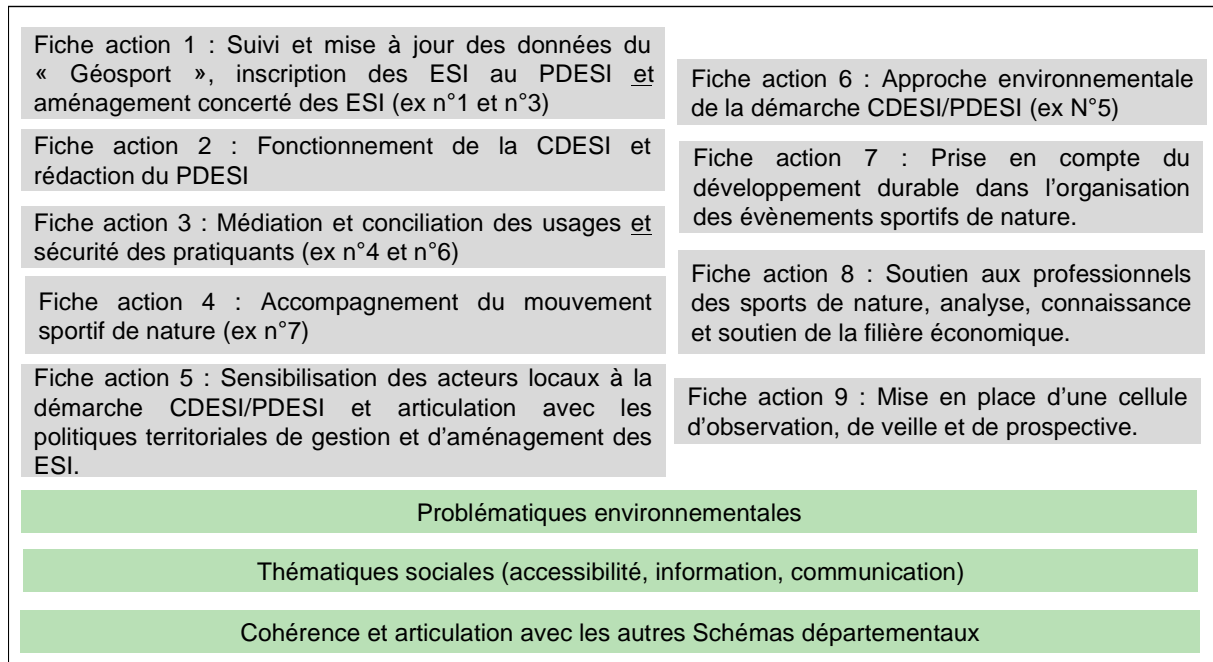 Fiche action 1 : Suivi et mise à jour des données du
« Géosport », inscription des ESI au PDESI et
aménagement concerté des ESI (ex n°1 et n°3)
Fiche action 2 : Fonctionnement de la CDESI et
rédaction du PDESI
Fiche action 3 : Médiation et conciliation des usages et
sécurité des pratiquants (ex n°4 et n°6)
Fiche action 4 : Accompagnement du mouvement
sportif de nature (ex n°7)
Fiche action 5 : Sensibilisation des acteurs locaux à la
démarche CDESI/PDESI et articulation avec les
politiques territoriales de gestion et d’aménagement des
ESI.
Fiche action 6 : Approche environnementale
de la démarche CDESI/PDESI (ex N°5)
Fiche action 7 : Prise en compte du
développement durable dans l’organisation
des évènements sportifs de nature.
Fiche action 8 : Soutien aux professionnels
des sports de nature, analyse, connaissance
et soutien de la filière économique.
Fiche action 9 : Mise en place d’une cellule
d’observation, de veille et de prospective.
Problématiques environnementales
Thématiques sociales (accessibilité, information, communication)
Cohérence et articulation avec les autres Schémas départementaux